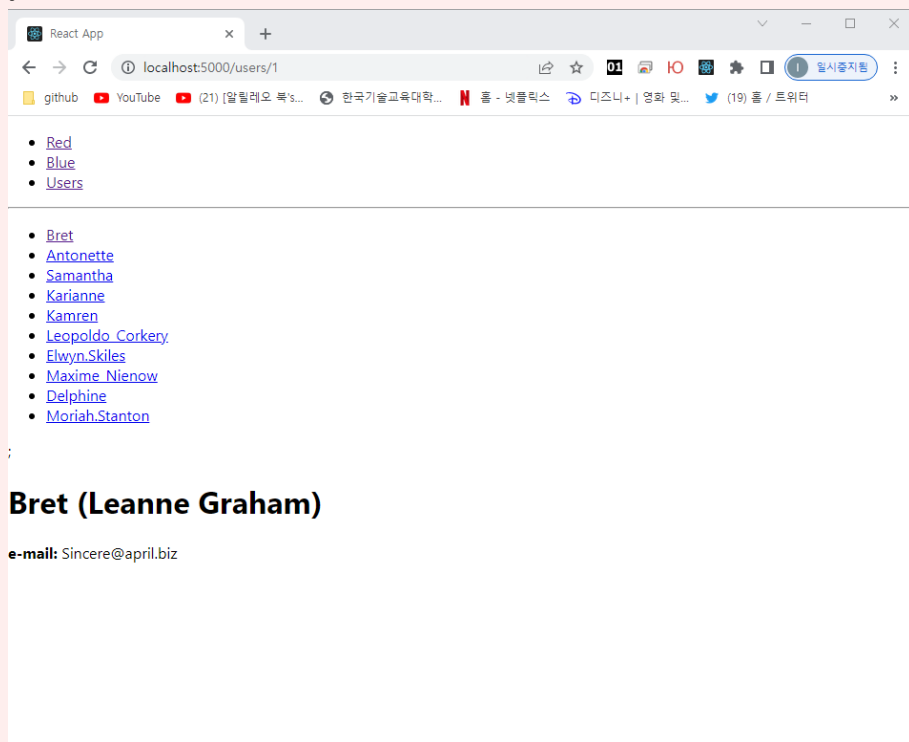 React App
localhost:5000/users/1
01
Ю
I
일시중지됨
github
YouTube
(21) [알릴레오 북's...
한국기술교육대학...
홈 - 넷플릭스
디즈니+ | 영화 및...
(19) 홈 / 트위터
»
Red
Blue
Users
Bret
Antonette
Samantha
Karianne
Kamren
Leopoldo_Corkery
Elwyn.Skiles
Maxime_Nienow
Delphine
Moriah.Stanton
;
Bret (Leanne Graham)
e-mail: Sincere@april.biz